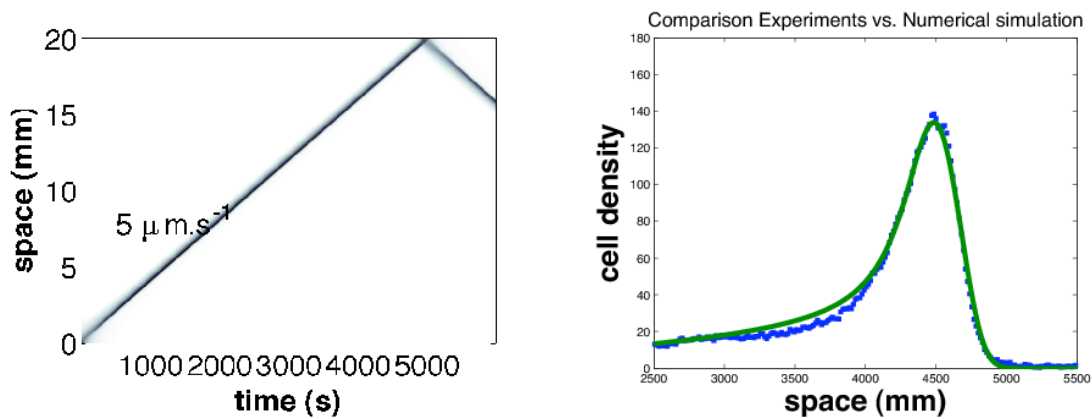 20
15
10
5
0
space (mm)
5 μm.s-1
1000 2000 3000 4000 5000
time (s)
Comparison Experiments vs. Numerical simulation
180
160
140
120
100
80
60
40
20
0
cell density
2500 3000 3500 4000 4500 5000 5500
space (mm)